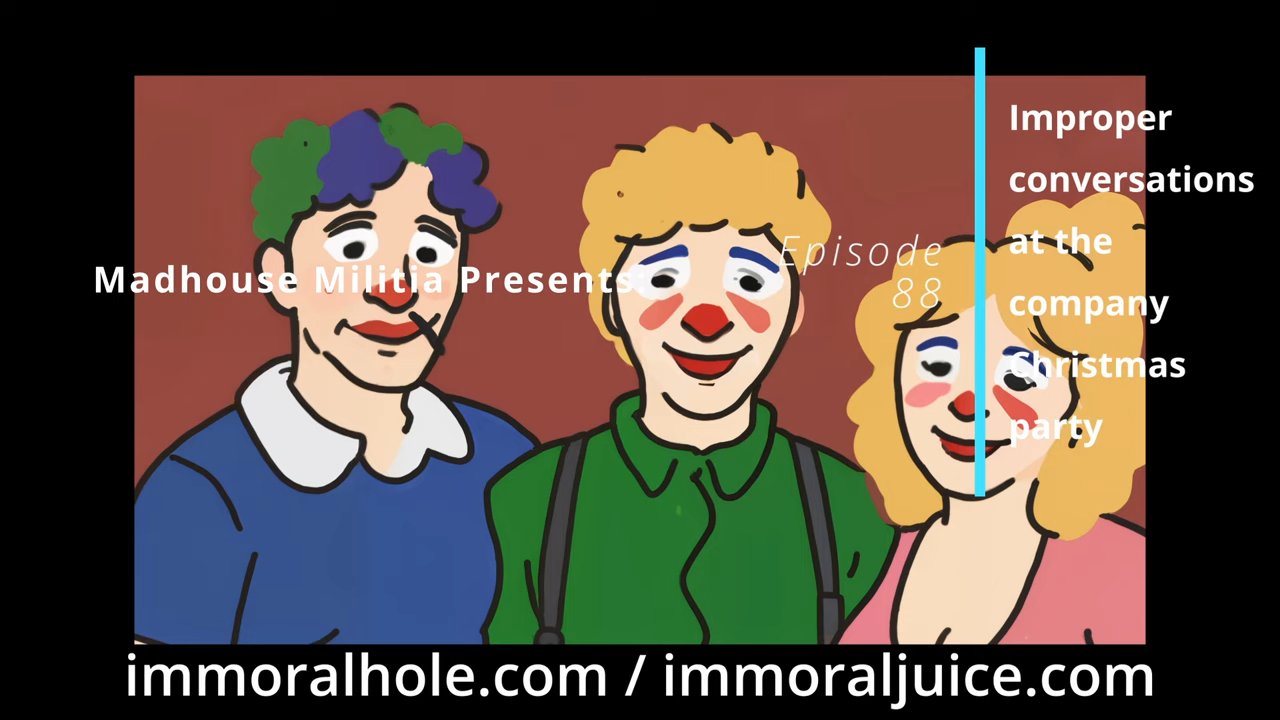 Madhouse Militia Presents:
Episode
88
Improper
conversations
at the
company
Christmas
party
immoralhole.com / immoraljuice.com